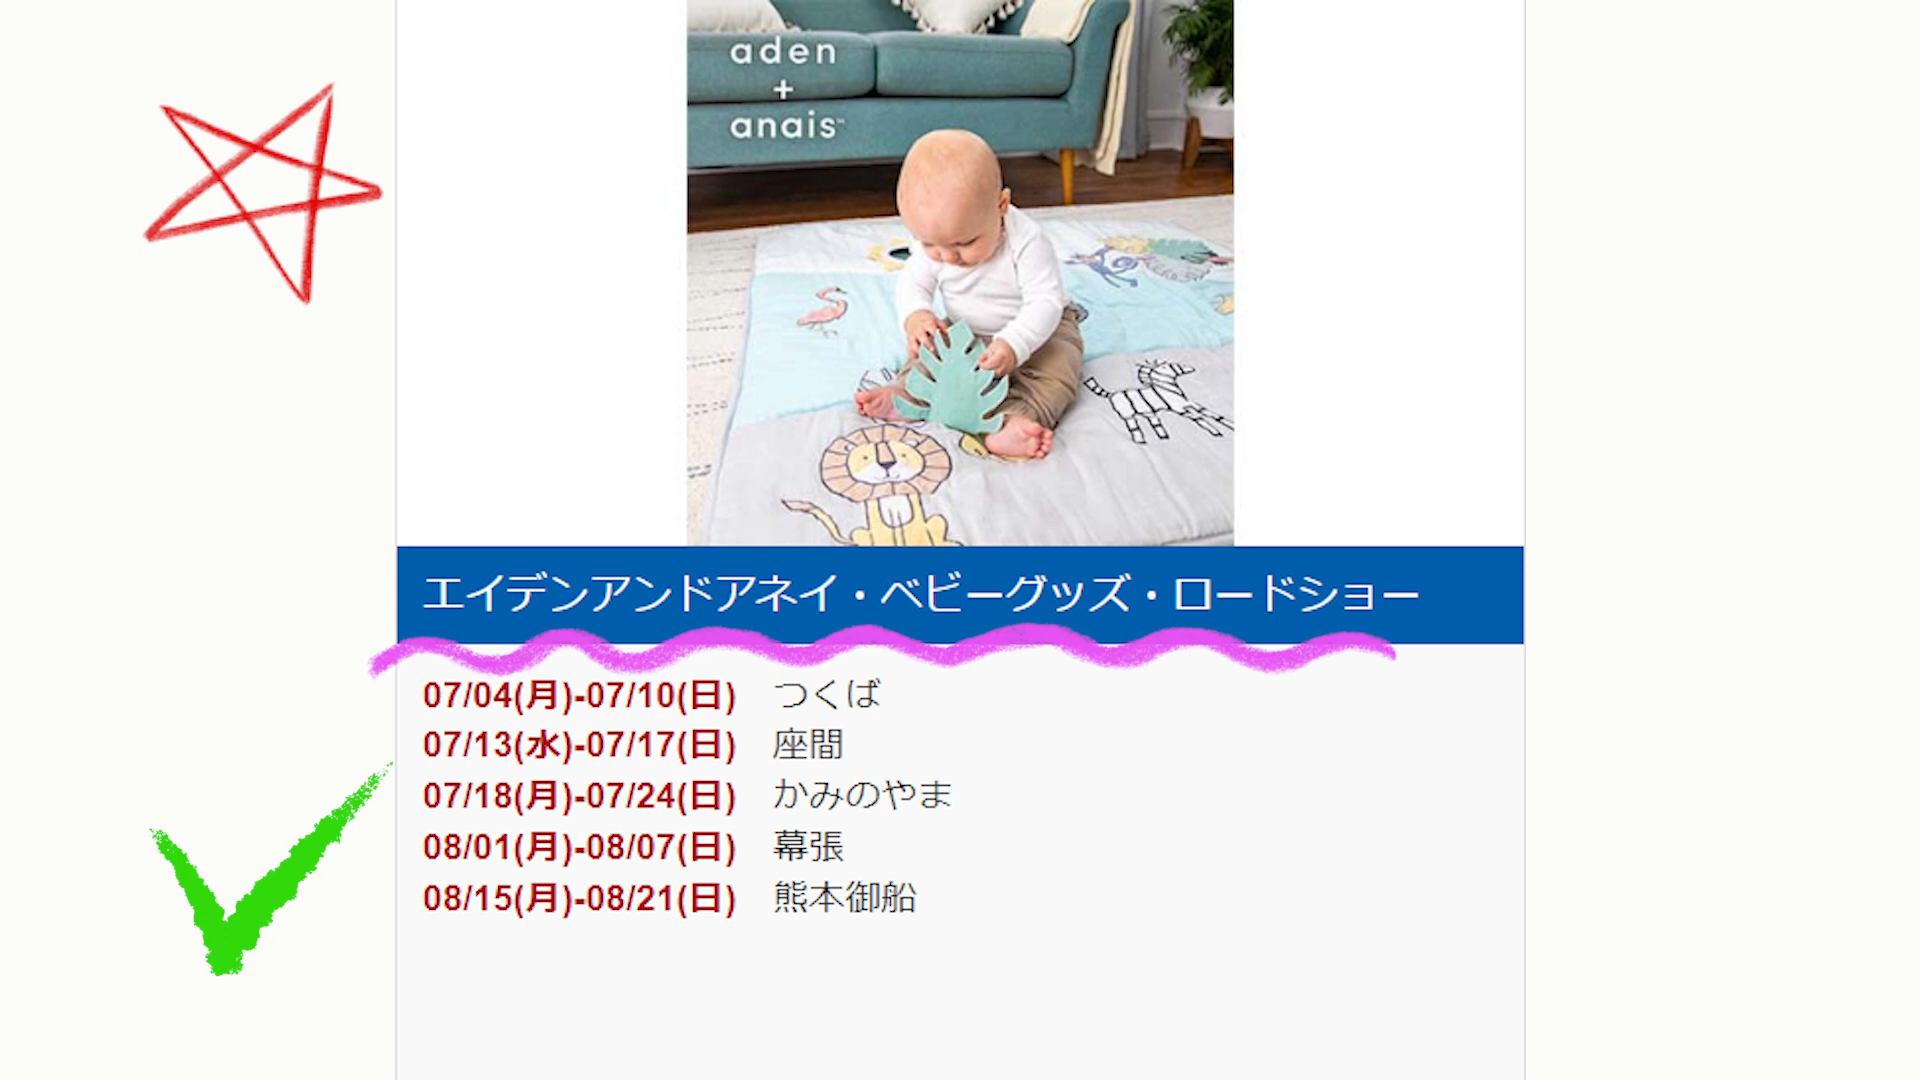 aden
+
anais™
エイデンアンドアネイ・ベビーグッズ・ロードショー
07/04(月)-07/10(日) つくば
07/13(水)-07/17(日) 座間
07/18(月)-07/24(日) かみのやま
08/01(月)-08/07(日) 幕張
08/15(月)-08/21(日) 熊本御船